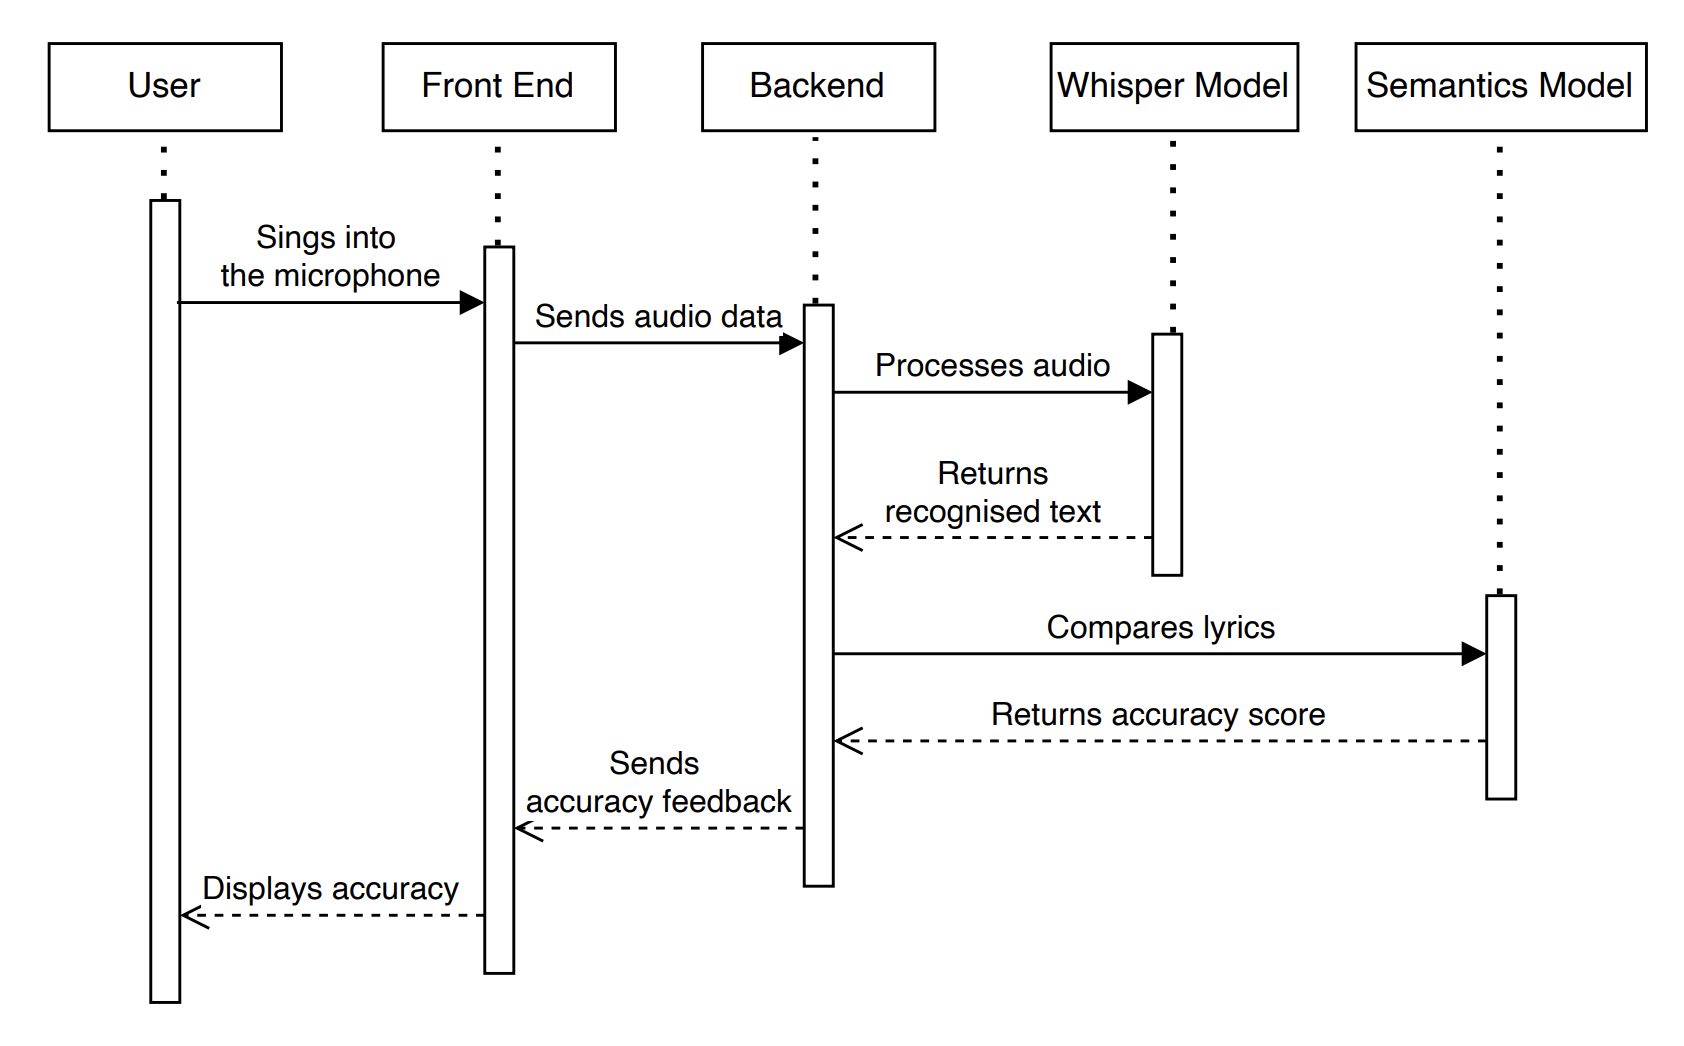 User
Front End
Backend
Whisper Model
Semantics Model
Sings into
the microphone
Sends audio data
Processes audio
Returns
recognised text
Compares lyrics
Returns accuracy score
Sends
accuracy feedback
Displays accuracy